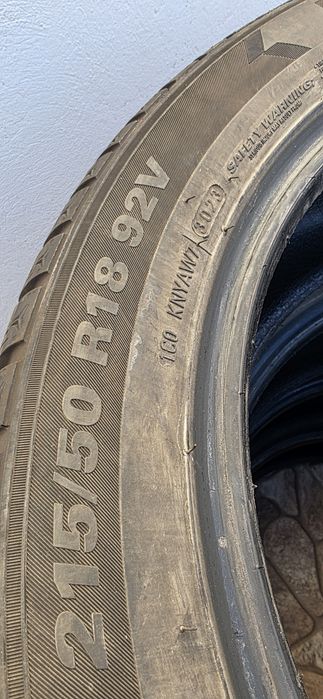 215/50 R18 92V
1C0 KNYAW7 3023
SAFETY WARNING: